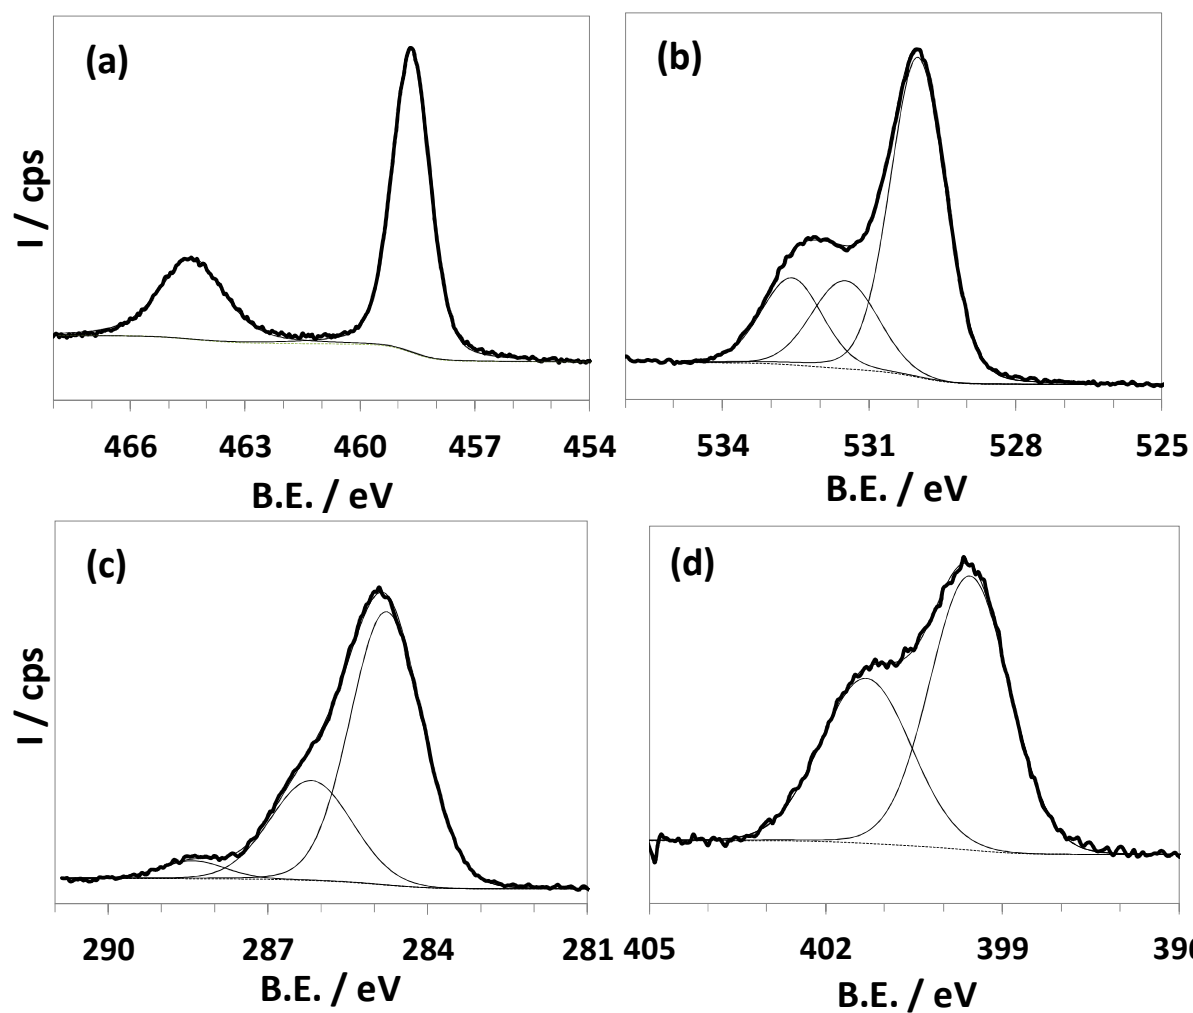 (a)
I / cps
466 463 460 457 454
B.E. / eV
(b)
534 531 528 525
B.E. / eV
(c)
I / cps
290 287 284 281
B.E. / eV
(d)
405 402 399
B.E. / eV